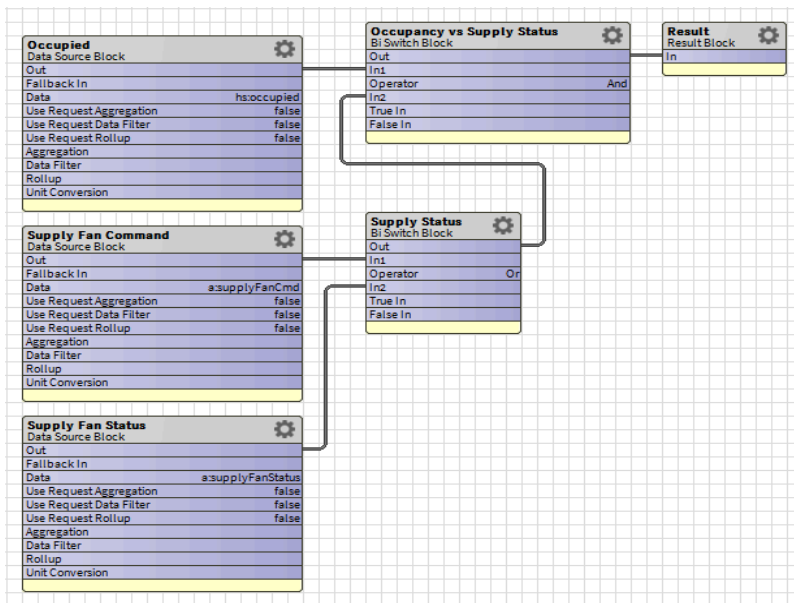 Occupied
Data Source Block
Out
Fallback In
Data hs:occupied
Use Request Aggregation false
Use Request Data Filter false
Use Request Rollup false
Aggregation
Data Filter
Rollup
Unit Conversion
Occupancy vs Supply Status
Bi Switch Block
Out
In1
Operator And
In2
True In
False In
Result
Result Block
In
Supply Fan Command
Data Source Block
Out
Fallback In
Data a:supplyFanCmd
Use Request Aggregation false
Use Request Data Filter false
Use Request Rollup false
Aggregation
Data Filter
Rollup
Unit Conversion
Supply Status
Bi Switch Block
Out
In1
Operator Or
In2
True In
False In
Supply Fan Status
Data Source Block
Out
Fallback In
Data a:supplyFanStatus
Use Request Aggregation false
Use Request Data Filter false
Use Request Rollup false
Aggregation
Data Filter
Rollup
Unit Conversion